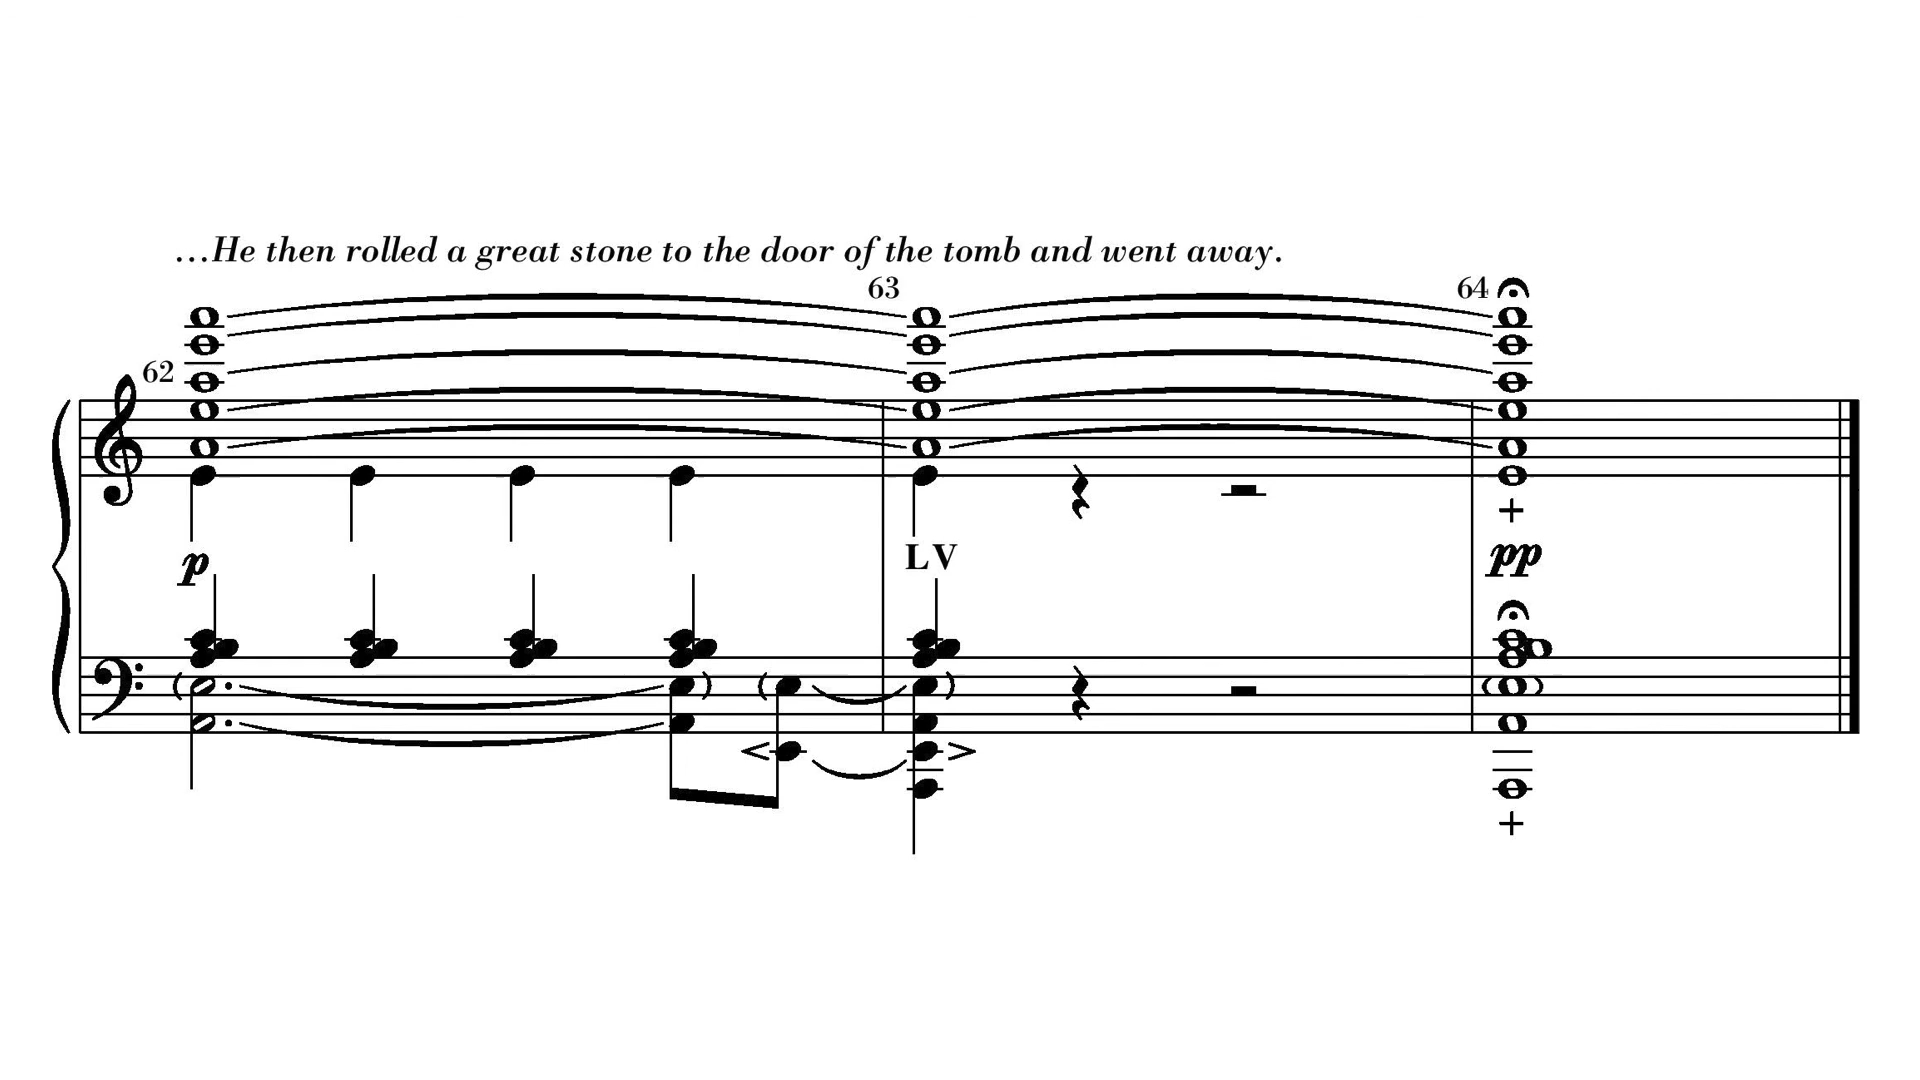 …He then rolled a great stone to the door of the tomb and went away.
62
63
64
p
LV
pp